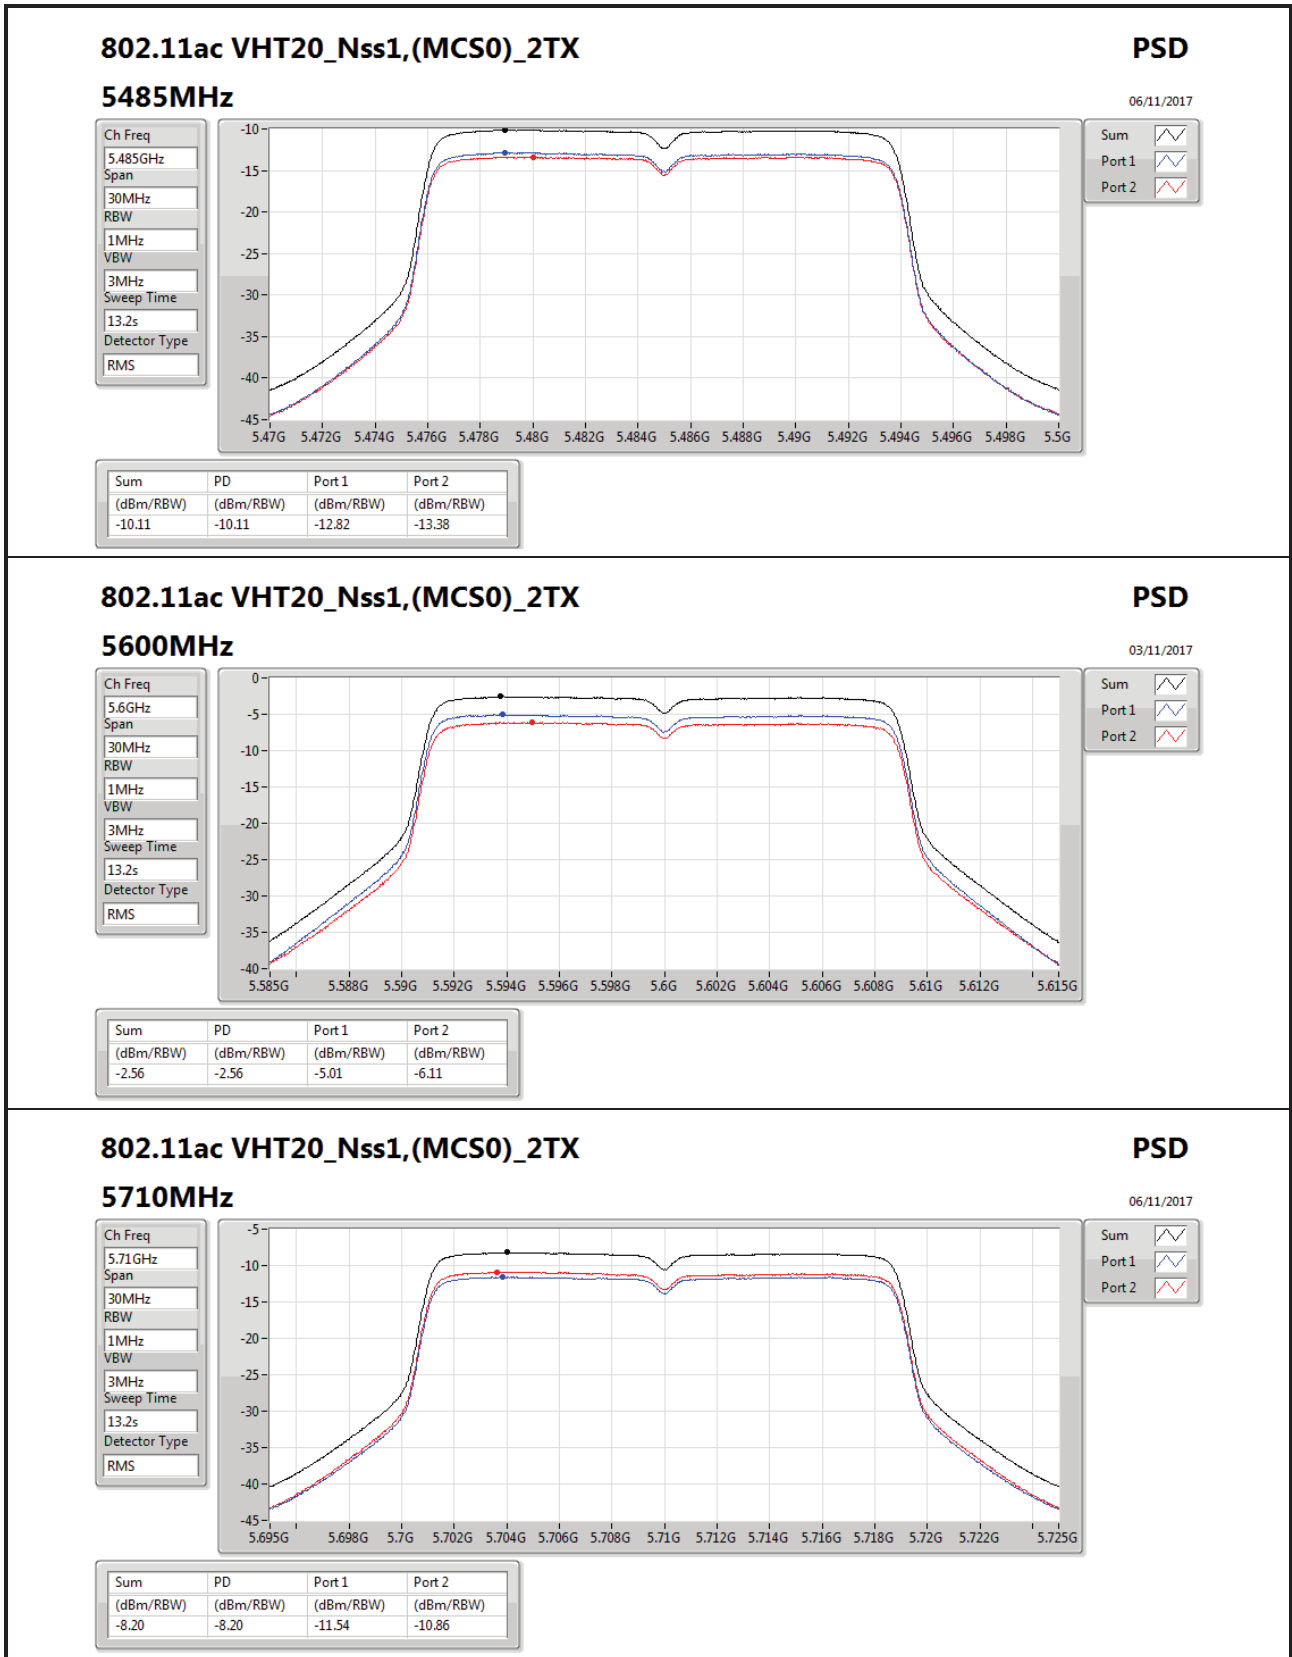 802.11ac VHT20_Nss1,(MCS0)_2TX PSD
5485MHz 06/11/2017
Ch Freq
5.485GHz
Span
30MHz
RBW
1MHz
VBW
3MHz
Sweep Time
13.2s
Detector Type
RMS
-10
-15
-20
-25
-30
-35
-40
-45
5.47G 5.472G 5.474G 5.476G 5.478G 5.48G 5.482G 5.484G 5.486G 5.488G 5.49G 5.492G 5.494G 5.496G 5.498G 5.5G
Sum
Port 1
Port 2
Sum PD Port 1 Port 2
(dBm/RBW) (dBm/RBW) (dBm/RBW) (dBm/RBW)
-10.11 -10.11 -12.82 -13.38
802.11ac VHT20_Nss1,(MCS0)_2TX PSD
5600MHz 03/11/2017
Ch Freq
5.6GHz
Span
30MHz
RBW
1MHz
VBW
3MHz
Sweep Time
13.2s
Detector Type
RMS
0
-5
-10
-15
-20
-25
-30
-35
-40
5.585G 5.588G 5.59G 5.592G 5.594G 5.596G 5.598G 5.6G 5.602G 5.604G 5.606G 5.608G 5.61G 5.612G 5.615G
Sum
Port 1
Port 2
Sum PD Port 1 Port 2
(dBm/RBW) (dBm/RBW) (dBm/RBW) (dBm/RBW)
-2.56 -2.56 -5.01 -6.11
802.11ac VHT20_Nss1,(MCS0)_2TX PSD
5710MHz 06/11/2017
Ch Freq
5.71GHz
Span
30MHz
RBW
1MHz
VBW
3MHz
Sweep Time
13.2s
Detector Type
RMS
-5
-10
-15
-20
-25
-30
-35
-40
-45
5.695G 5.698G 5.7G 5.702G 5.704G 5.706G 5.708G 5.71G 5.712G 5.714G 5.716G 5.718G 5.72G 5.722G 5.725G
Sum
Port 1
Port 2
Sum PD Port 1 Port 2
(dBm/RBW) (dBm/RBW) (dBm/RBW) (dBm/RBW)
-8.20 -8.20 -11.54 -10.86